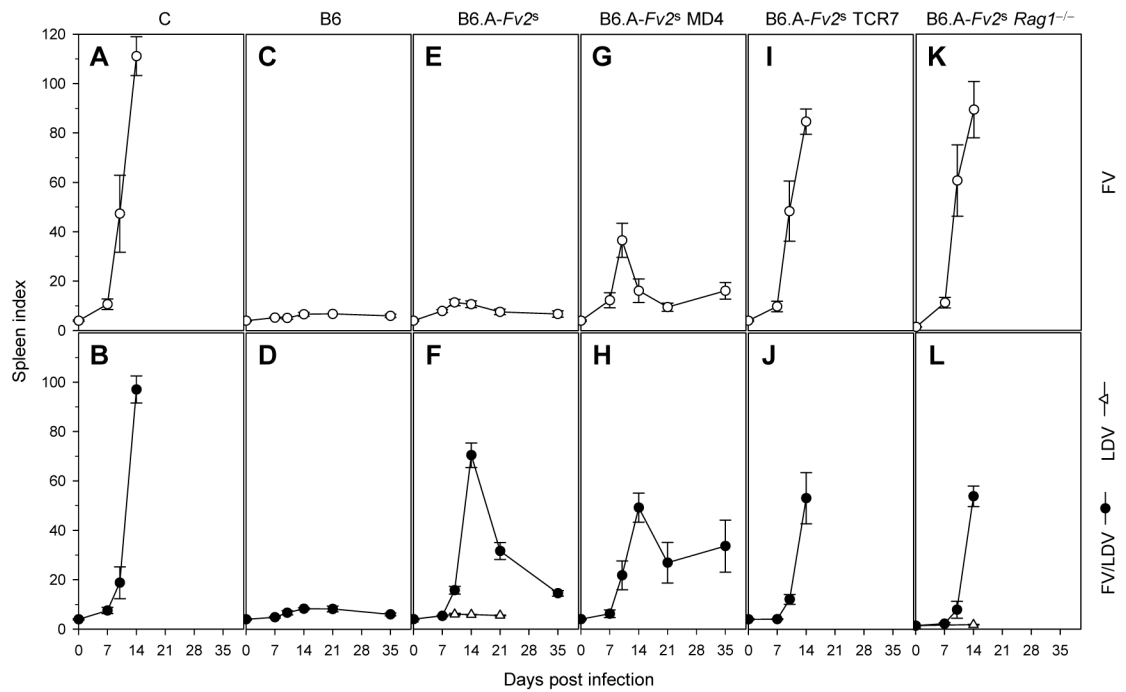 C B6 B6.A-Fv2ˢ B6.A-Fv2ˢ MD4 B6.A-Fv2ˢ TCR7 B6.A-Fv2ˢ Rag1⁻/⁻
A C E G I K
120
100
80
60
40
20
0
FV
B D F H J L
100
80
60
40
20
0
Spleen index
FV/LDV LDV
0 7 14 21 28 35 0 7 14 21 28 35 0 7 14 21 28 35 0 7 14 21 28 35 0 7 14 21 28 35 0 7 14 21 28 35
Days post infection